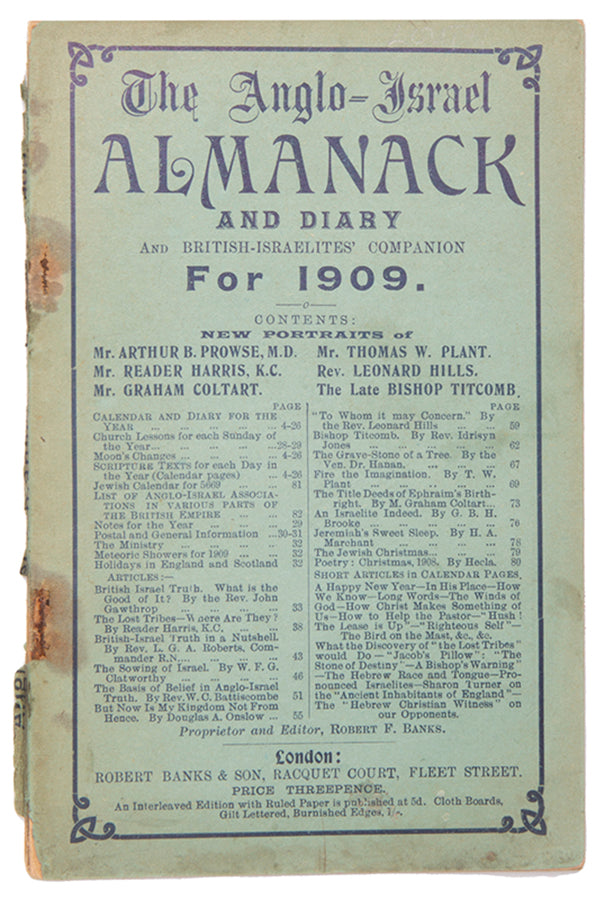 The Anglo-Israel
ALMANACK
AND DIARY
AND BRITISH-ISRAELITES' COMPANION
For 1909.
CONTENTS:
NEW PORTRAITS of
Mr. ARTHUR B. PROWSE, M.D.
Mr. READER HARRIS, K.C.
Mr. GRAHAM COLTART.
Mr. THOMAS W. PLANT.
Rev. LEONARD HILLS.
The Late BISHOP TITCOMB.
PAGE
CALENDAR AND DIARY FOR THE
YEAR ... ... ... ... ... 4-26
Church Lessons for each Sunday of
the Year... ... ... ... ...28-29
Moon's Changes ... ... ... ... 4-26
SCRIPTURE TEXTS for each Day in
the Year (Calendar pages) ... 4-26
Jewish Calendar for 5669 ... ... 81
LIST OF ANGLO-ISRAEL ASSOCIA-
TIONS IN VARIOUS PARTS OF
THE BRITISH EMPIRE ... ... 82
Notes for the Year ... ... ... 29
Postal and General Information ...30-31
The Ministry ... ... ... ... 32
Meteoric Showers for 1909 ... ... 32
Holidays in England and Scotland 32
ARTICLES:—
British Israel Truth. What is the
Good of It? By the Rev. John
Gawthrop ... ... ... ... 33
The Lost Tribes—Where Are They?
By Reader Harris, K.C. ... ... 38
British-Israel Truth in a Nutshell.
By Rev. L. G. A. Roberts, Com-
mander R.N... ... ... ... 43
The Sowing of Israel. By W. F. G.
Clatworthy ... ... ... ... 46
The Basis of Belief in Anglo-Israel
Truth. By Rev. W. C. Battiscombe 51
But Now Is My Kingdom Not From
Hence. By Douglas A. Onslow ... 55
PAGE
"To Whom it may Concern." By
the Rev. Leonard Hills ... ... 59
Bishop Titcomb. By Rev. Idrisyn
Jones ... ... ... ... ... 62
The Grave-Stone of a Tree. By the
Ven. Dr. Hanan. ... ... ... 67
Fire the Imagination. By T. W.
Plant ... ... ... ... ... 69
The Title Deeds of Ephraim's Birth-
right. By M. Graham Coltart... 73
An Israelite Indeed. By G. B. H.
Brooke ... ... ... ... ... 76
Jeremiah's Sweet Sleep. By H. A.
Marchant ... ... ... ... 78
The Jewish Christmas... ... ... 79
Poetry: Christmas, 1908. By Hecla. 80
SHORT ARTICLES in CALENDAR PAGES.
A Happy New Year—In His Place—How
We Know—Long Words—The Winds of
God—How Christ Makes Something of
Us—How to Help the Pastor—"Hush!
The Lease is Up"—"Righteous Self"—
The Bird on the Mast, &c., &c.
What the Discovery of "the Lost Tribes"
would Do—"Jacob's Pillow": "The
Stone of Destiny"—A Bishop's Warning"
—The Hebrew Race and Tongue—Pro-
nounced Israelites—Sharon Turner on
the "Ancient Inhabitants of England"—
The "Hebrew Christian Witness" on
our Opponents.
Proprietor and Editor, ROBERT F. BANKS.
London:
ROBERT BANKS & SON, RACQUET COURT, FLEET STREET.
PRICE THREEPENCE.
An Interleaved Edition with Ruled Paper is published at 5d. Cloth Boards,
Gilt Lettered, Burnished Edges, 1/-.